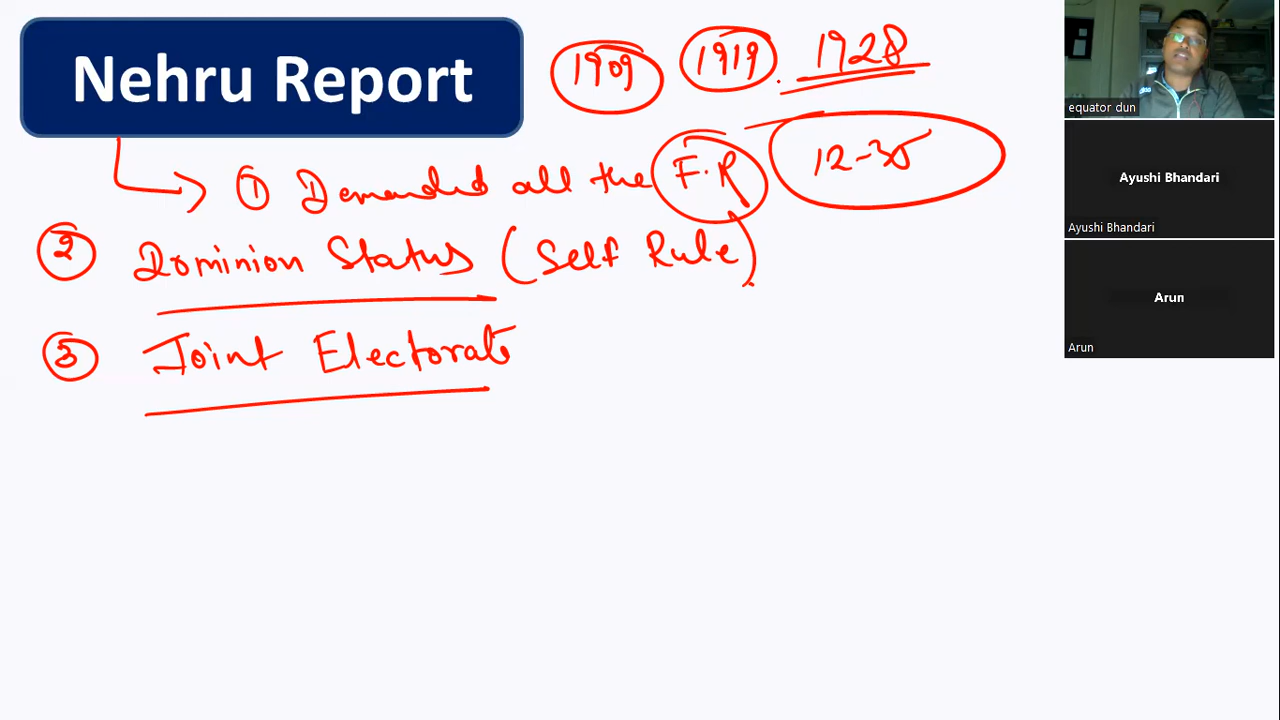 Nehru Report
1909 1919. 1928
① Demanded all the F.R 12-35
② Dominion Status (Self Rule)
③ Joint Electorate
equator dun
Ayushi Bhandari
Ayushi Bhandari
Arun
Arun